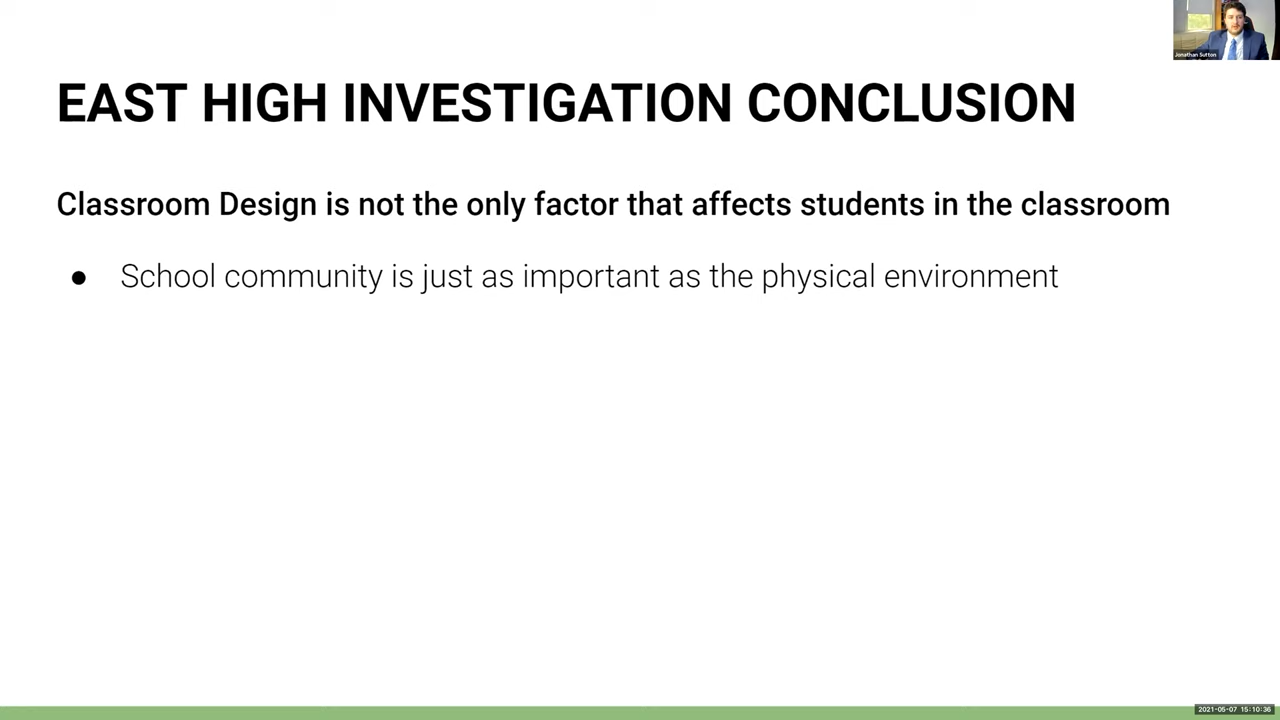 Jonathan Sutton
EAST HIGH INVESTIGATION CONCLUSION
Classroom Design is not the only factor that affects students in the classroom
● School community is just as important as the physical environment
2021-05-07 15:10:36